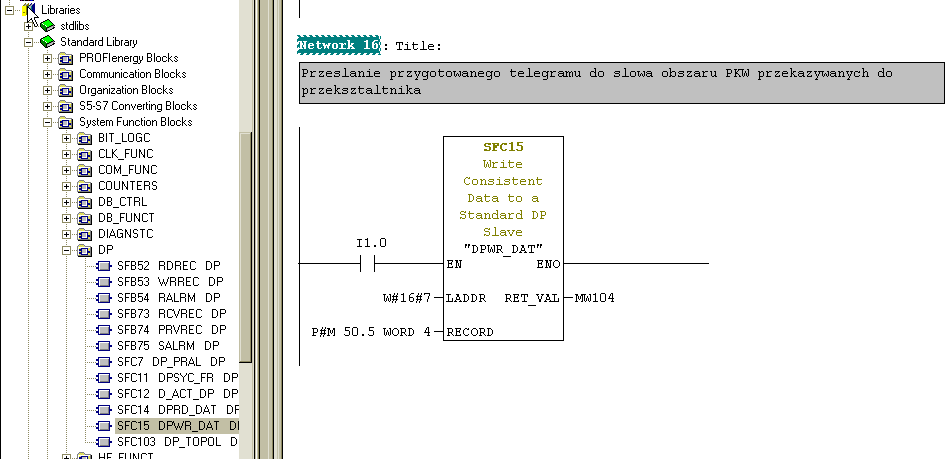 Libraries
stdlibs
Standard Library
PROFIenergy Blocks
Communication Blocks
Organization Blocks
S5-S7 Converting Blocks
System Function Blocks
BIT_LOGC
CLK_FUNC
COM_FUNC
COUNTERS
DB_CTRL
DB_FUNCT
DIAGNSTC
DP
SFB52 RDREC DP
SFB53 WRREC DP
SFB54 RALRM DP
SFB73 RCVREC DP
SFB74 PRVREC DP
SFB75 SALRM DP
SFC7 DP_PRAL DP
SFC11 DPSYC_FR DP
SFC12 D_ACT_DP DP
SFC14 DPRD_DAT DP
SFC15 DPWR_DAT DI
SFC103 DP_TOPOL D
HF_FUNCT
Network 16: Title:
Przeslanie przygotowanego telegramu do slowa obszaru PKW przekazywanych do
przeksztaltnika
SFC15
Write
Consistent
Data to a
Standard DP
Slave
I1.0
"DPWR_DAT"
EN ENO
W#16#7 LADDR RET_VAL MW104
P#M 50.5 WORD 4 RECORD